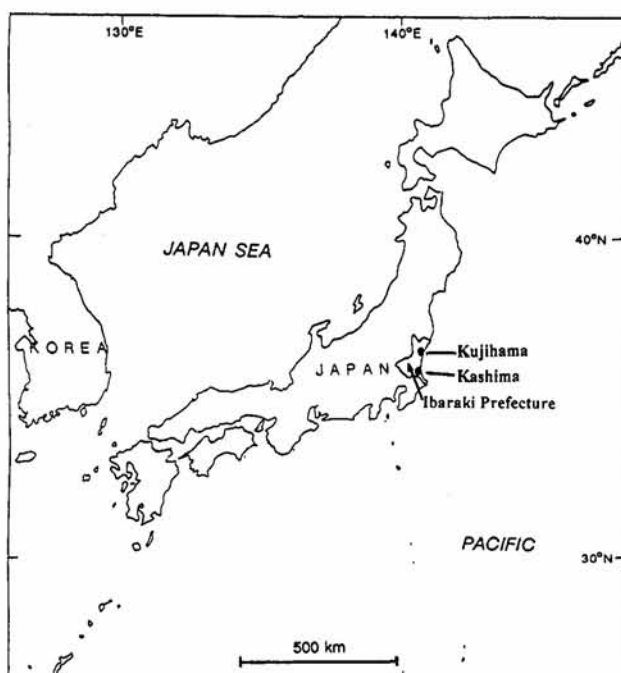 130°E
140°E
40°N
JAPAN SEA
KOREA
JAPAN
Kujihama
Kashima
Ibaraki Prefecture
PACIFIC
30°N
500 km